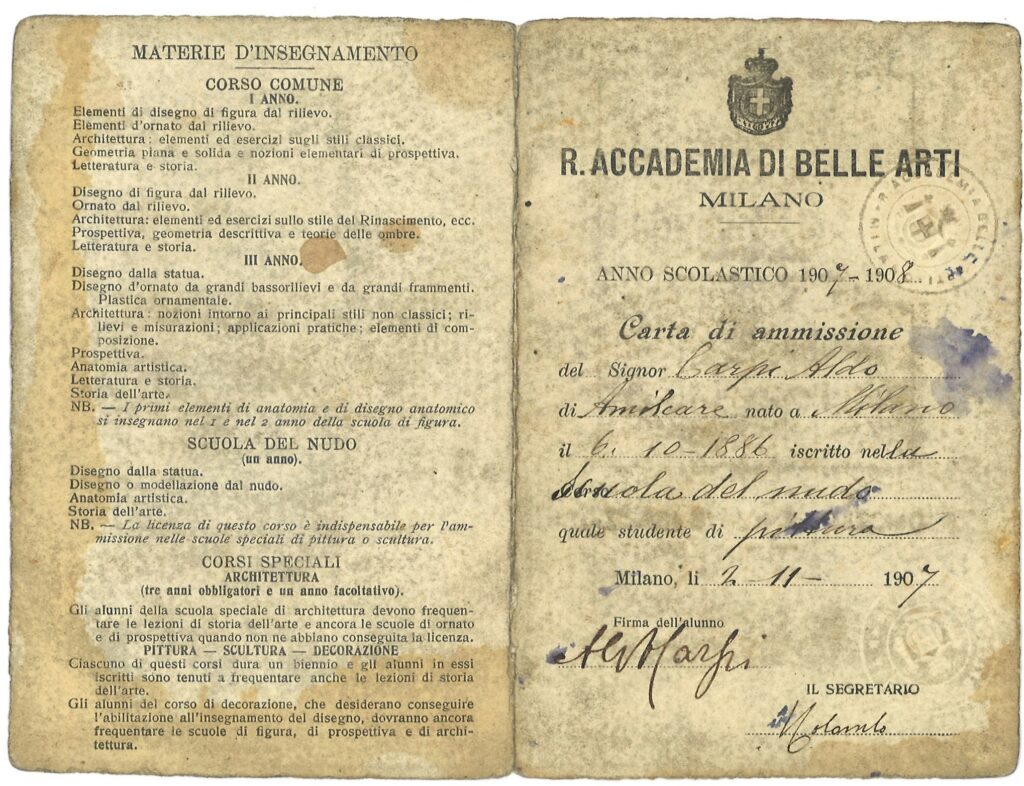 MATERIE D'INSEGNAMENTO
CORSO COMUNE
I ANNO.
Elementi di disegno di figura dal rilievo.
Elementi d'ornato dal rilievo.
Architettura: elementi ed esercizi sugli stili classici.
Geometria piana e solida e nozioni elementari di prospettiva.
Letteratura e storia.
II ANNO.
Disegno di figura dal rilievo.
Ornato dal rilievo.
Architettura: elementi ed esercizi sullo stile del Rinascimento, ecc.
Prospettiva, geometria descrittiva e teorie delle ombre.
Letteratura e storia.
III ANNO.
Disegno dalla statua.
Disegno d'ornato da grandi bassorilievi e da grandi frammenti.
Plastica ornamentale.
Architettura: nozioni intorno ai principali stili non classici; ri-
lievi e misurazioni; applicazioni pratiche; elementi di com-
posizione.
Prospettiva.
Anatomia artistica.
Letteratura e storia.
Storia dell'arte.
NB. — I primi elementi di anatomia e di disegno anatomico
si insegnano nel 1 e nel 2 anno della scuola di figura.
SCUOLA DEL NUDO
(un anno).
Disegno dalla statua.
Disegno o modellazione dal nudo.
Anatomia artistica.
Storia dell'arte.
NB. — La licenza di questo corso è indispensabile per l'am-
missione nelle scuole speciali di pittura o scultura.
CORSI SPECIALI
ARCHITETTURA
(tre anni obbligatori e un anno facoltativo).
Gli alunni della scuola speciale di architettura devono frequen-
tare le lezioni di storia dell'arte e ancora le scuole di ornato
e di prospettiva quando non ne abbiano conseguita la licenza.
PITTURA — SCULTURA — DECORAZIONE
Ciascuno di questi corsi dura un biennio e gli alunni in essi
iscritti sono tenuti a frequentare anche le lezioni di storia
dell'arte.
Gli alunni del corso di decorazione, che desiderano conseguire
l'abilitazione all'insegnamento del disegno, dovranno ancora
frequentare le scuole di figura, di prospettiva e di archi-
tettura.
R. ACCADEMIA DI BELLE ARTI
MILANO
ANNO SCOLASTICO 1907-1908
Carta di ammissione
del Signor Carpi Aldo
di Amilcare nato a Milano
il 6. 10-1886 iscritto nella
Scuola del nudo
quale studente di pittura
Milano, li 2-11- 1907
Firma dell'alunno
Aldo Carpi
IL SEGRETARIO